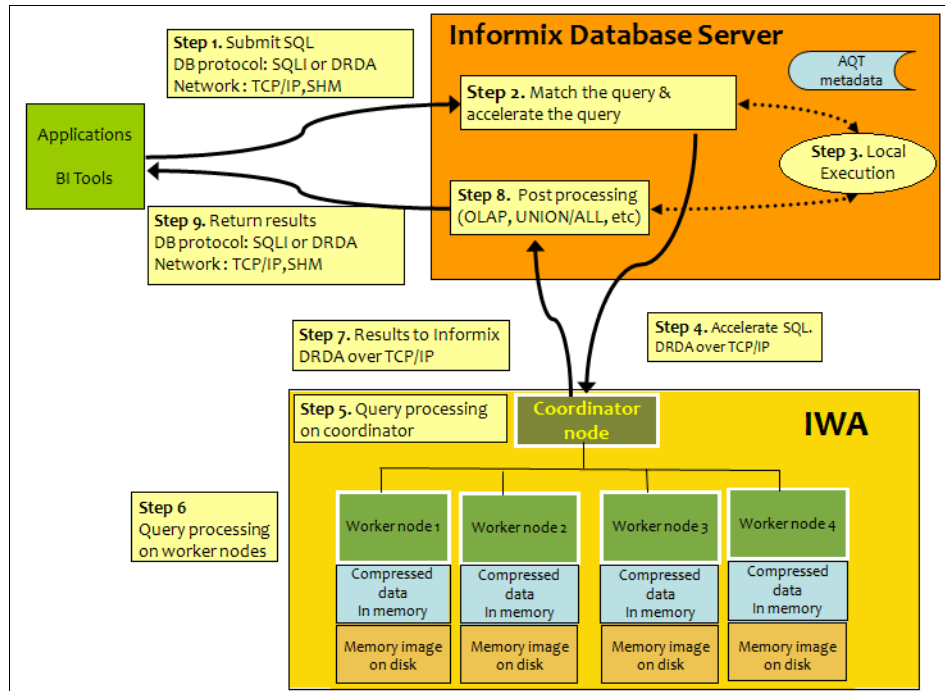 Informix Database Server
Step 1. Submit SQL
DB protocol: SQLI or DRDA
Network : TCP/IP,SHM
AQT
metadata
Step 2. Match the query &
accelerate the query
Applications
BI Tools
Step 3. Local
Execution
Step 8. Post processing
(OLAP, UNION/ALL, etc)
Step 9. Return results
DB protocol: SQLI or DRDA
Network : TCP/IP,SHM
Step 7. Results to Informix
DRDA over TCP/IP
Step 4. Accelerate SQL.
DRDA over TCP/IP
Step 5. Query processing
on coordinator
Coordinator
node
IWA
Step 6
Query processing
on worker nodes
Worker node 1
Worker node 2
Worker node 3
Worker node 4
Compressed
data
In memory
Compressed
data
In memory
Compressed
data
In memory
Compressed
data
In memory
Memory image
on disk
Memory image
on disk
Memory image
on disk
Memory image
on disk